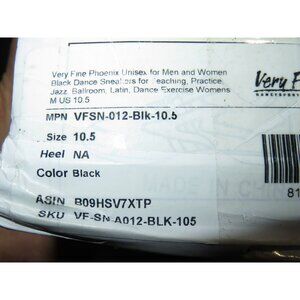 Very Fine Phoenix Unisex for Men and Women
Black Dance Sneakers for Teaching, Practice,
Jazz, Ballroom, Latin, Dance Exercise Womens
M US 10.5
Very F
MPN VFSN-012-Blk-10.5
Size 10.5
Heel NA
Color Black
ASIN B09HSV7XTP
SKU VF-SN-A012-BLK-105
81